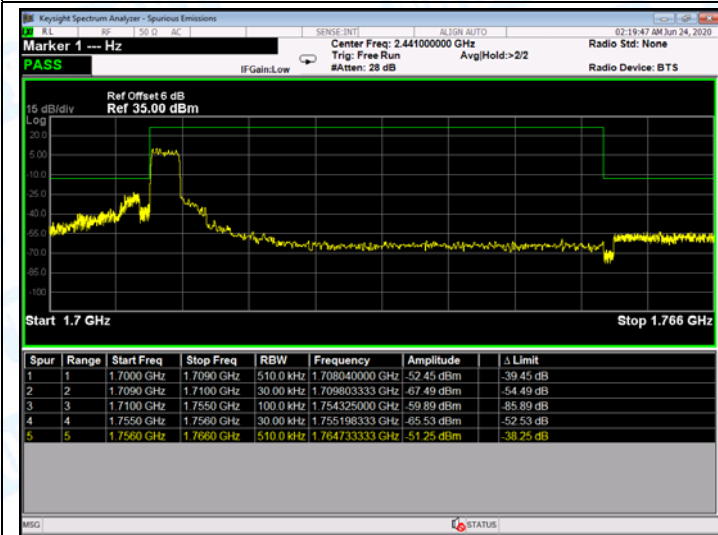 Keysight Spectrum Analyzer - Spurious Emissions
RL RF 50 Ω AC SENSE:INT ALIGN AUTO 02:19:47 AM Jun 24, 2020
Marker 1 --- Hz
Center Freq: 2.441000000 GHz
Radio Std: None
Trig: Free Run Avg|Hold:>2/2
PASS
IFGain:Low
#Atten: 28 dB
Radio Device: BTS
Ref Offset 6 dB
15 dB/div Ref 35.00 dBm
Log
20.0
5.00
-10.0
-25.0
-40.0
-55.0
-70.0
-85.0
-100
Start 1.7 GHz Stop 1.766 GHz
Spur Range Start Freq Stop Freq RBW Frequency Amplitude Δ Limit
1 1 1.7000 GHz 1.7090 GHz 510.0 kHz 1.708040000 GHz -52.45 dBm -39.45 dB
2 2 1.7090 GHz 1.7100 GHz 30.00 kHz 1.709803333 GHz -67.49 dBm -54.49 dB
3 3 1.7100 GHz 1.7550 GHz 100.0 kHz 1.754325000 GHz -59.89 dBm -85.89 dB
4 4 1.7550 GHz 1.7560 GHz 30.00 kHz 1.755198333 GHz -65.53 dBm -52.53 dB
5 5 1.7560 GHz 1.7660 GHz 510.0 kHz 1.764733333 GHz -51.25 dBm -38.25 dB
MSG STATUS